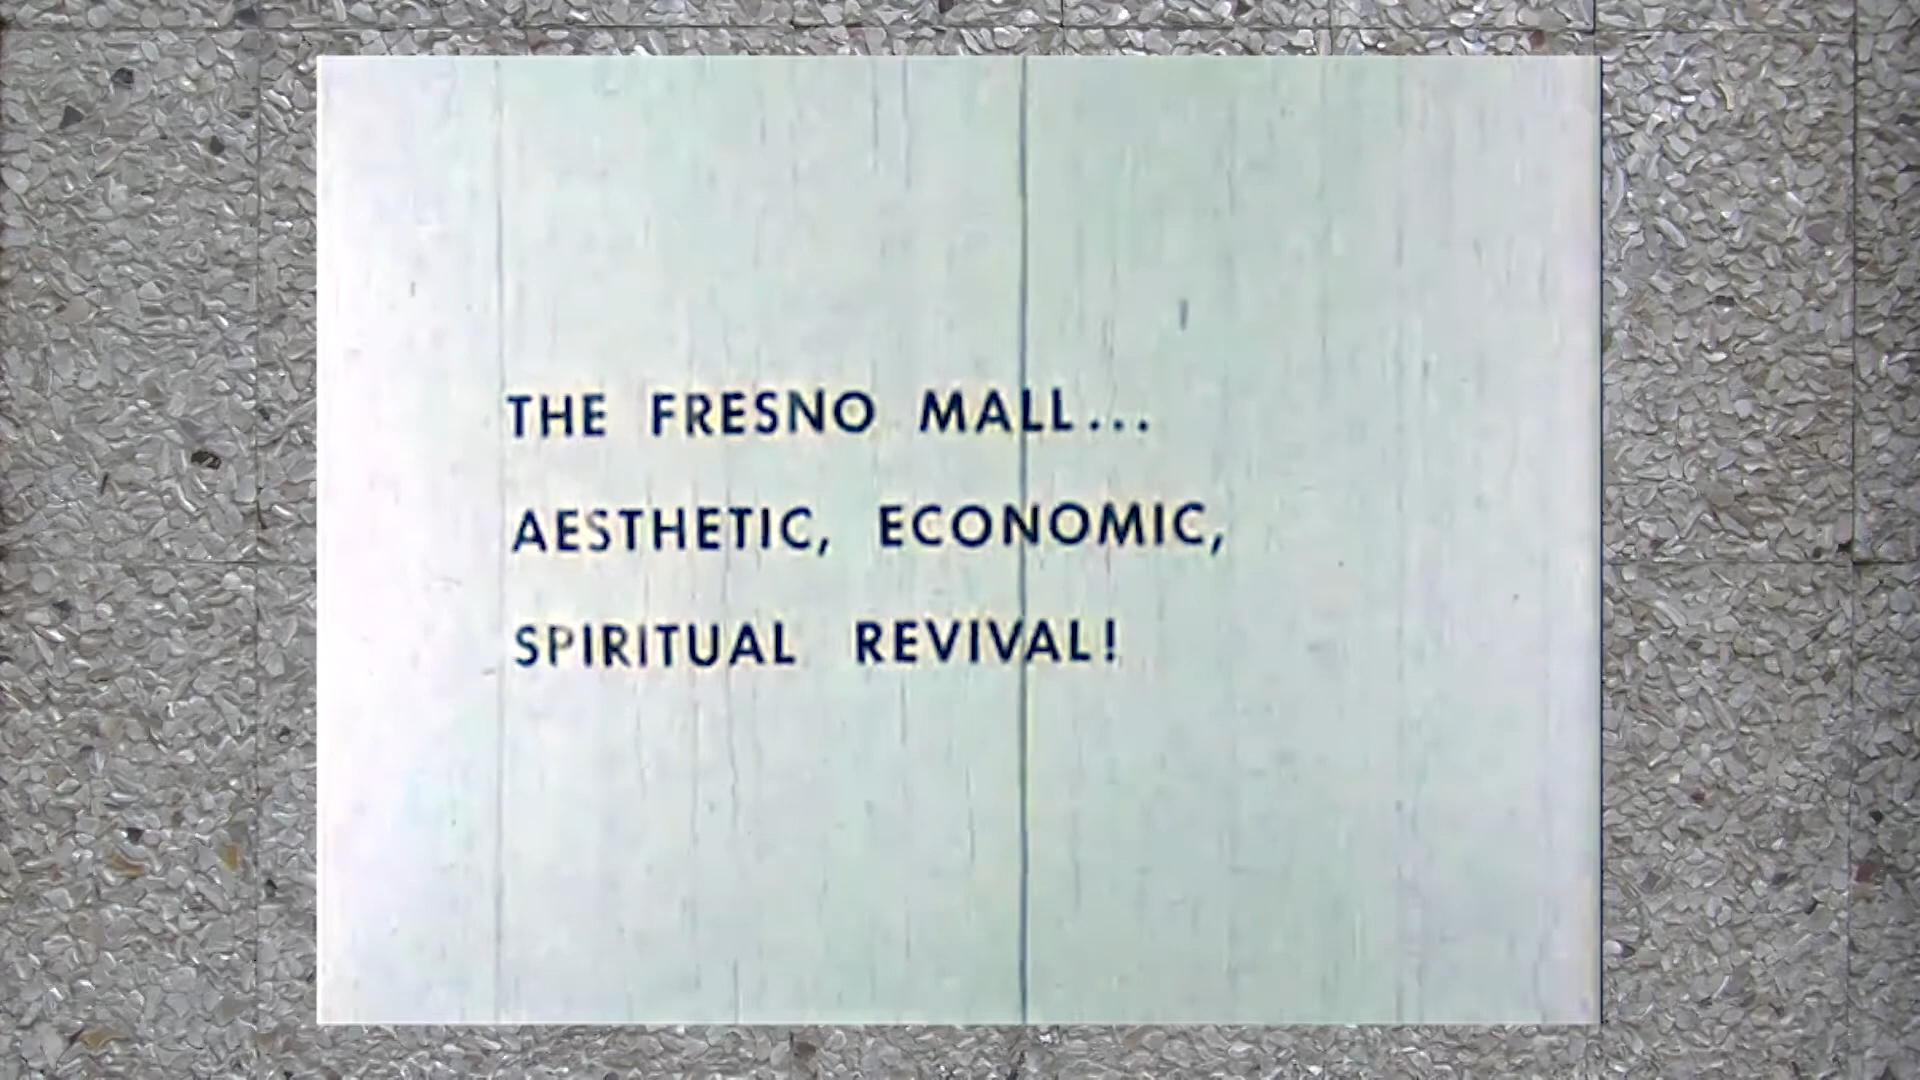 THE FRESNO MALL...
AESTHETIC, ECONOMIC,
SPIRITUAL REVIVAL!